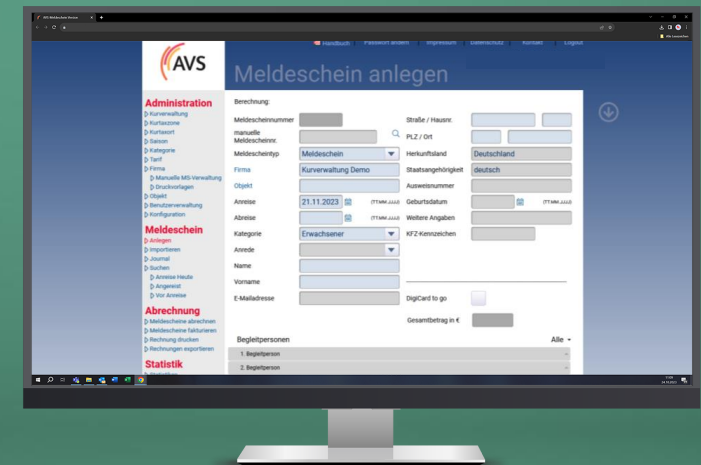 AVS Meldeschein Version
Handbuch Passwort ändern Impressum Datenschutz Kontakt Logout
AVS
Meldeschein anlegen
Administration
Kurverwaltung
Kurtaxzone
Kurtaxort
Saison
Kategorie
Tarif
Firma
Manuelle MS-Verwaltung
Druckvorlagen
Objekt
Benutzerverwaltung
Konfiguration
Meldeschein
Anlegen
Importieren
Journal
Suchen
Anreise Heute
Angereist
Vor Anreise
Abrechnung
Meldescheine abrechnen
Meldescheine fakturieren
Rechnung drucken
Rechnungen exportieren
Statistik
Berechnung:
Meldescheinnummer
manuelle
Meldescheinnr.
Meldescheintyp Meldeschein
Firma Kurverwaltung Demo
Objekt
Anreise 21.11.2023 (TT.MM.JJJJ)
Abreise (TT.MM.JJJJ)
Kategorie Erwachsener
Anrede
Name
Vorname
E-Mailadresse
Straße / Hausnr.
PLZ / Ort
Herkunftsland Deutschland
Staatsangehörigkeit deutsch
Ausweisnummer
Geburtsdatum (TT.MM.JJJJ)
Weitere Angaben
KFZ-Kennzeichen
DigiCard to go
Gesamtbetrag in €
Begleitpersonen Alle
1. Begleitperson
2. Begleitperson